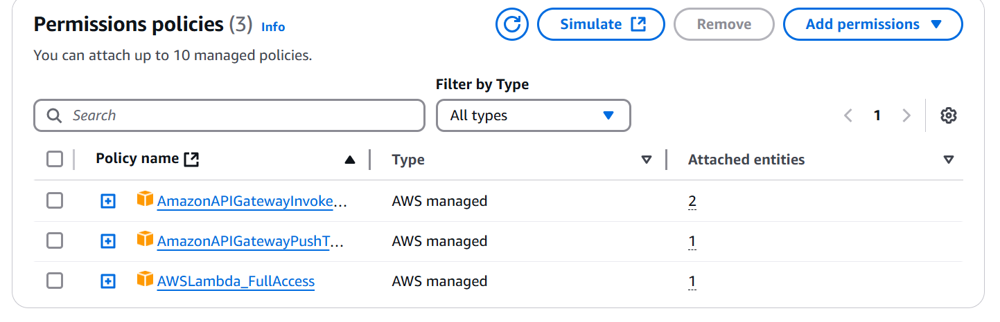 Permissions policies (3) Info
Simulate
Remove
Add permissions
You can attach up to 10 managed policies.
Filter by Type
Search
All types
1
Policy name
Type
Attached entities
AmazonAPIGatewayInvoke...
AWS managed
2
AmazonAPIGatewayPushT...
AWS managed
1
AWSLambda_FullAccess
AWS managed
1